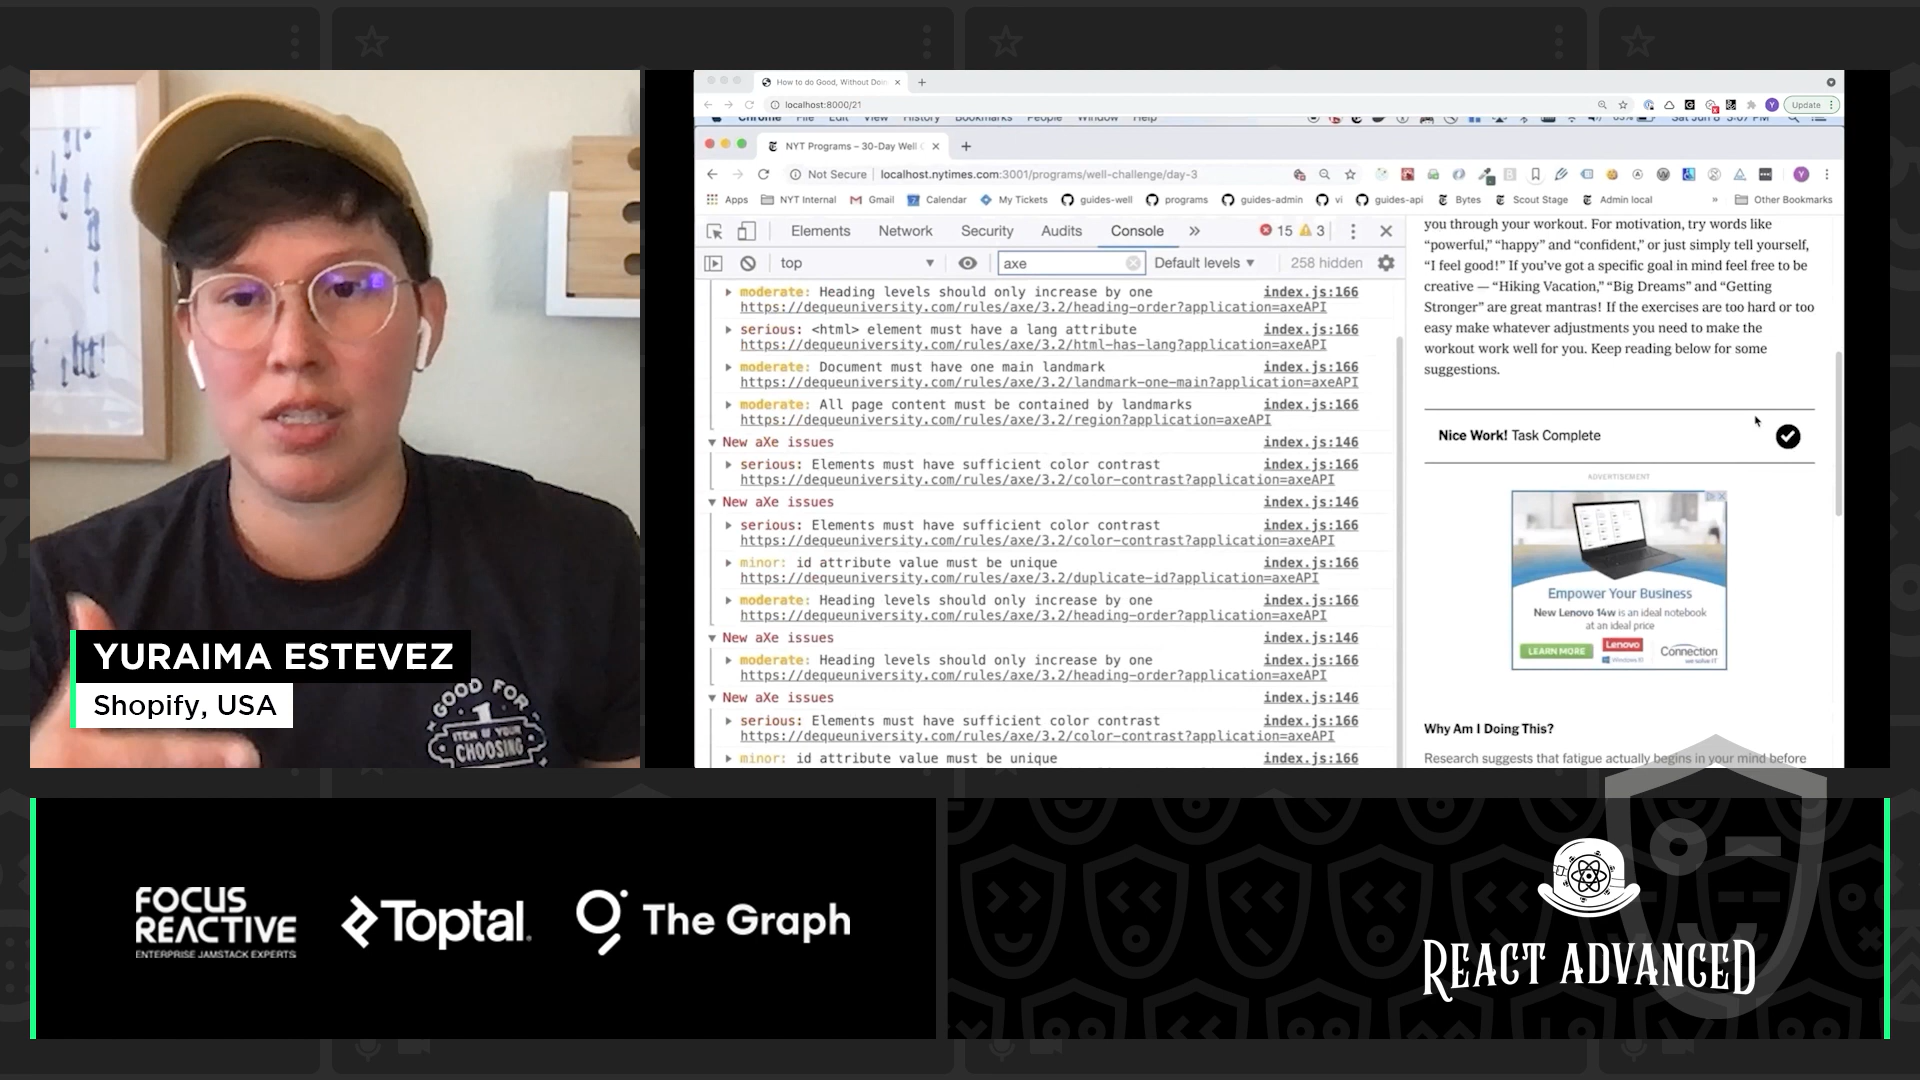 How to do Good, Without Dom
localhost:8000/21
Update
Chrome File Edit View History Bookmarks People Window Help
Sat Jun 8 3:07 PM
NYT Programs – 30-Day Well C
Not Secure | localhost.nytimes.com:3001/programs/well-challenge/day-3
Apps NYT Internal Gmail Calendar My Tickets guides-well programs guides-admin vi guides-api Bytes Scout Stage Admin local » Other Bookmarks
Elements Network Security Audits Console » 15 3
top axe Default levels 258 hidden
moderate: Heading levels should only increase by one index.js:166
https://dequeuniversity.com/rules/axe/3.2/heading-order?application=axeAPI
serious: <html> element must have a lang attribute index.js:166
https://dequeuniversity.com/rules/axe/3.2/html-has-lang?application=axeAPI
moderate: Document must have one main landmark index.js:166
https://dequeuniversity.com/rules/axe/3.2/landmark-one-main?application=axeAPI
moderate: All page content must be contained by landmarks index.js:166
https://dequeuniversity.com/rules/axe/3.2/region?application=axeAPI
New aXe issues index.js:146
serious: Elements must have sufficient color contrast index.js:166
https://dequeuniversity.com/rules/axe/3.2/color-contrast?application=axeAPI
New aXe issues index.js:146
serious: Elements must have sufficient color contrast index.js:166
https://dequeuniversity.com/rules/axe/3.2/color-contrast?application=axeAPI
minor: id attribute value must be unique index.js:166
https://dequeuniversity.com/rules/axe/3.2/duplicate-id?application=axeAPI
moderate: Heading levels should only increase by one index.js:166
https://dequeuniversity.com/rules/axe/3.2/heading-order?application=axeAPI
New aXe issues index.js:146
moderate: Heading levels should only increase by one index.js:166
https://dequeuniversity.com/rules/axe/3.2/heading-order?application=axeAPI
New aXe issues index.js:146
serious: Elements must have sufficient color contrast index.js:166
https://dequeuniversity.com/rules/axe/3.2/color-contrast?application=axeAPI
minor: id attribute value must be unique index.js:166
you through your workout. For motivation, try words like
“powerful,” “happy” and “confident,” or just simply tell yourself,
“I feel good!” If you’ve got a specific goal in mind feel free to be
creative — “Hiking Vacation,” “Big Dreams” and “Getting
Stronger” are great mantras! If the exercises are too hard or too
easy make whatever adjustments you need to make the
workout work well for you. Keep reading below for some
suggestions.
Nice Work! Task Complete
ADVERTISEMENT
Empower Your Business
New Lenovo 14w is an ideal notebook
at an ideal price
LEARN MORE Lenovo Connection
Windows 10 we solve IT
Why Am I Doing This?
Research suggests that fatigue actually begins in your mind before
YURAIMA ESTEVEZ
Shopify, USA
GOOD FOR
1
ITEM OF YOUR
CHOOSING
FOCUS
REACTIVE
ENTERPRISE JAMSTACK EXPERTS
Toptal.
The Graph
REACT ADVANCED